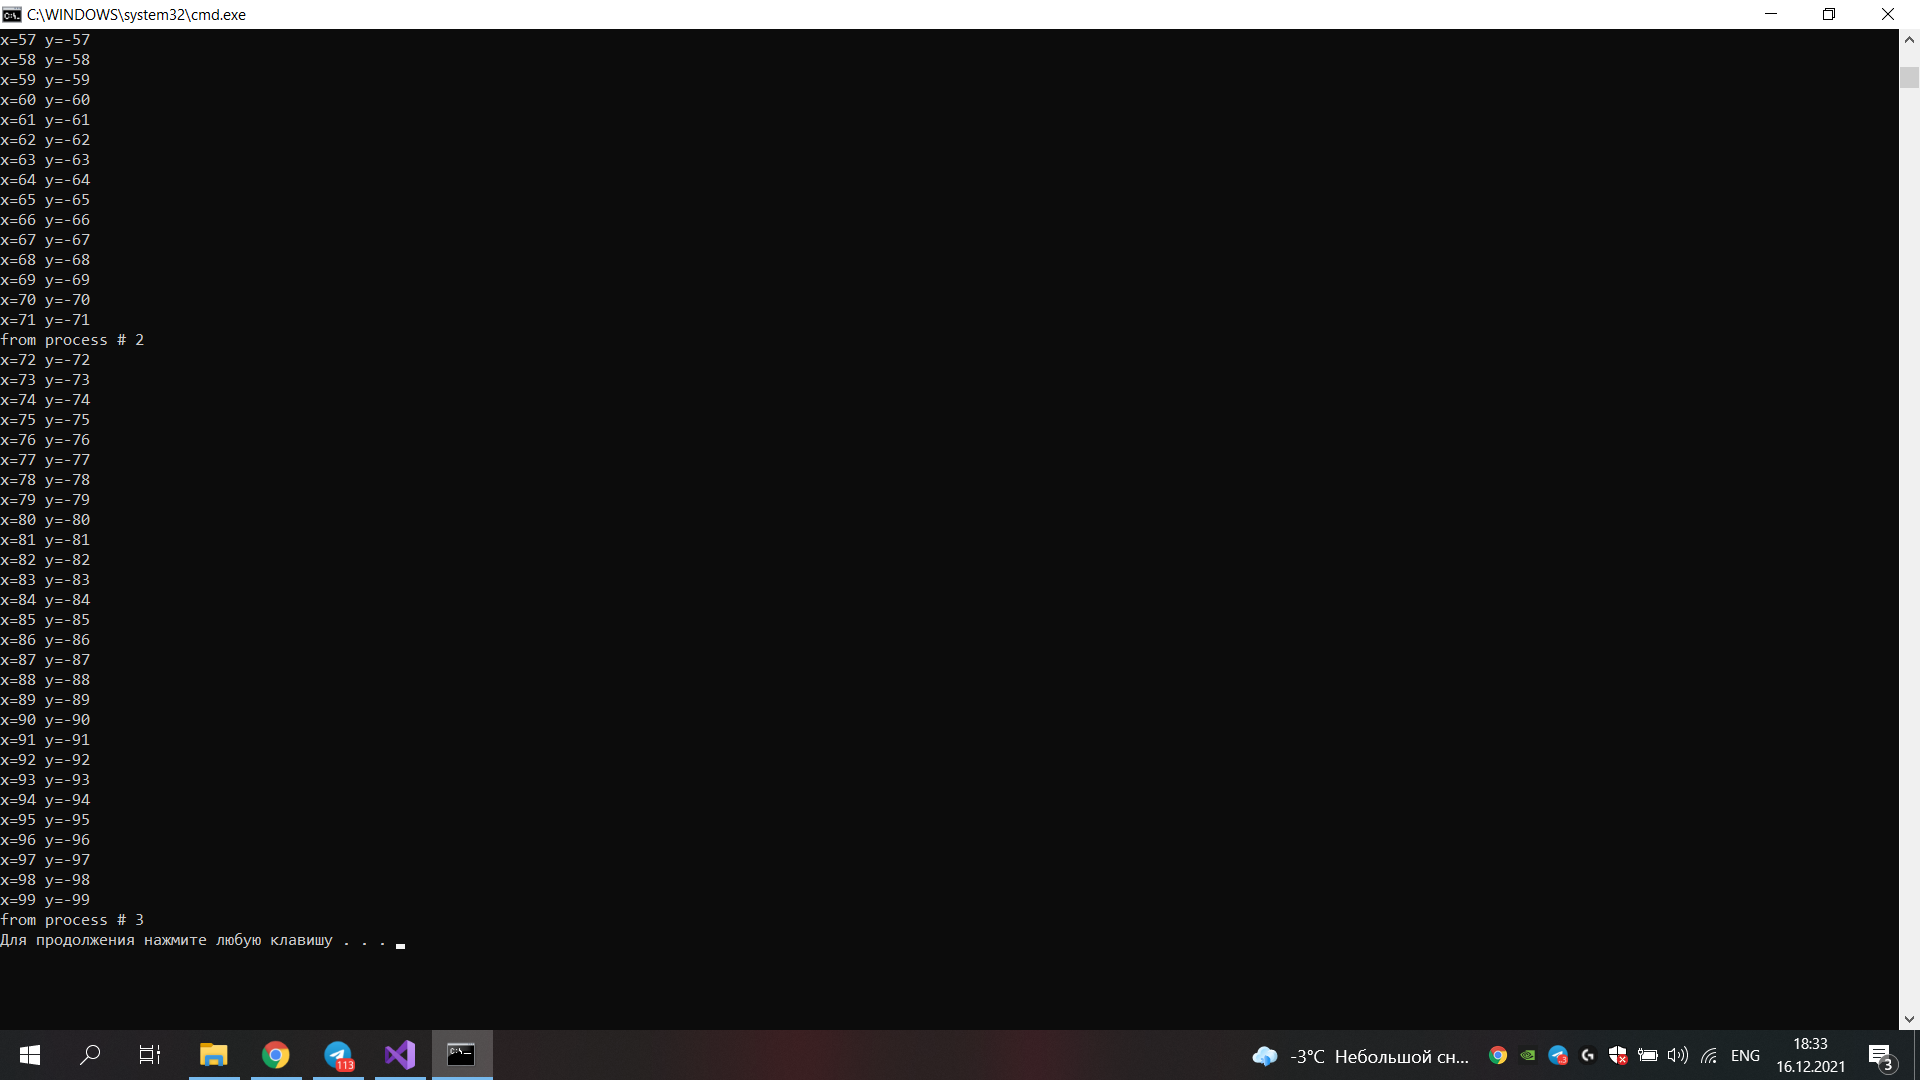 C:\WINDOWS\system32\cmd.exe
x=57 y=-57
x=58 y=-58
x=59 y=-59
x=60 y=-60
x=61 y=-61
x=62 y=-62
x=63 y=-63
x=64 y=-64
x=65 y=-65
x=66 y=-66
x=67 y=-67
x=68 y=-68
x=69 y=-69
x=70 y=-70
x=71 y=-71
from process # 2
x=72 y=-72
x=73 y=-73
x=74 y=-74
x=75 y=-75
x=76 y=-76
x=77 y=-77
x=78 y=-78
x=79 y=-79
x=80 y=-80
x=81 y=-81
x=82 y=-82
x=83 y=-83
x=84 y=-84
x=85 y=-85
x=86 y=-86
x=87 y=-87
x=88 y=-88
x=89 y=-89
x=90 y=-90
x=91 y=-91
x=92 y=-92
x=93 y=-93
x=94 y=-94
x=95 y=-95
x=96 y=-96
x=97 y=-97
x=98 y=-98
x=99 y=-99
from process # 3
Для продолжения нажмите любую клавишу . . .
113
-3°C Небольшой сн...
3
ENG
18:33
16.12.2021
3